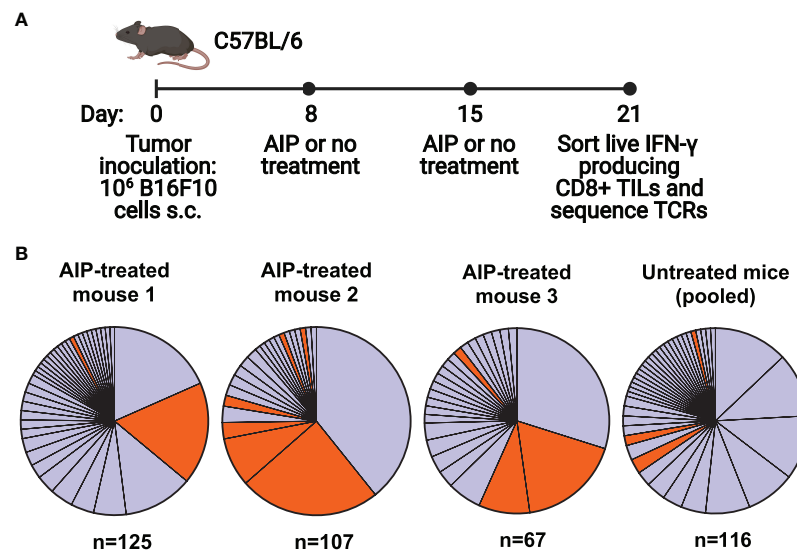 A
C57BL/6
Day: 0 8 15 21
Tumor
inoculation:
10⁶ B16F10
cells s.c.
AIP or no
treatment
AIP or no
treatment
Sort live IFN-γ
producing
CD8+ TILs and
sequence TCRs
B
AIP-treated
mouse 1
AIP-treated
mouse 2
AIP-treated
mouse 3
Untreated mice
(pooled)
n=125
n=107
n=67
n=116